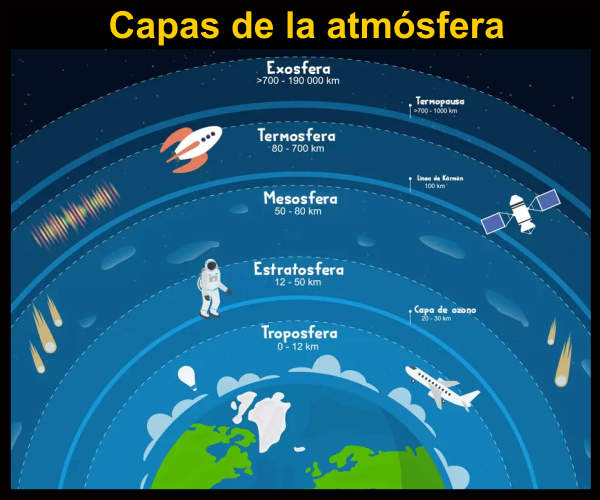 Capas de la atmósfera
Exosfera
>700 - 190 000 km
Termopausa
>700 - 1000 km
Termosfera
80 - 700 km
Línea de Kármán
100 km
Mesosfera
50 - 80 km
Estratosfera
12 - 50 km
Capa de ozono
20 - 30 km
Troposfera
0 - 12 km